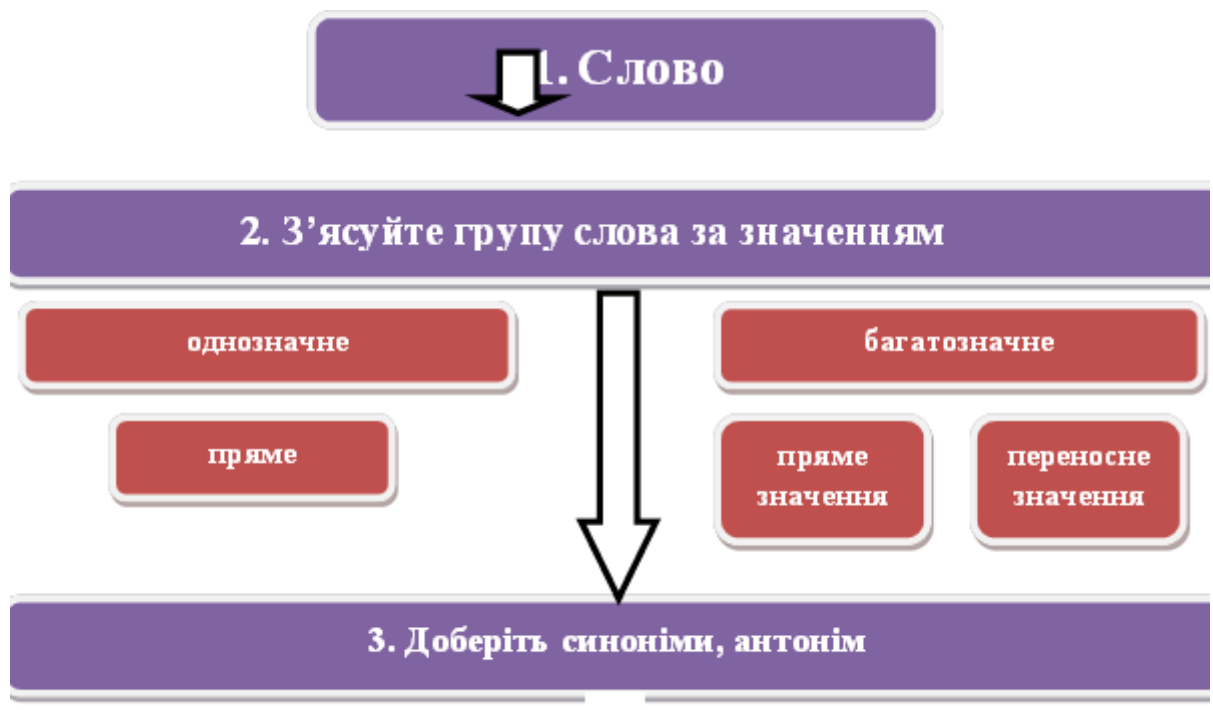 1. Слово
2. З’ясуйте групу слова за значенням
однозначне
багатозначне
пряме
пряме
значення
переносне
значення
3. Доберіть синоніми, антонім